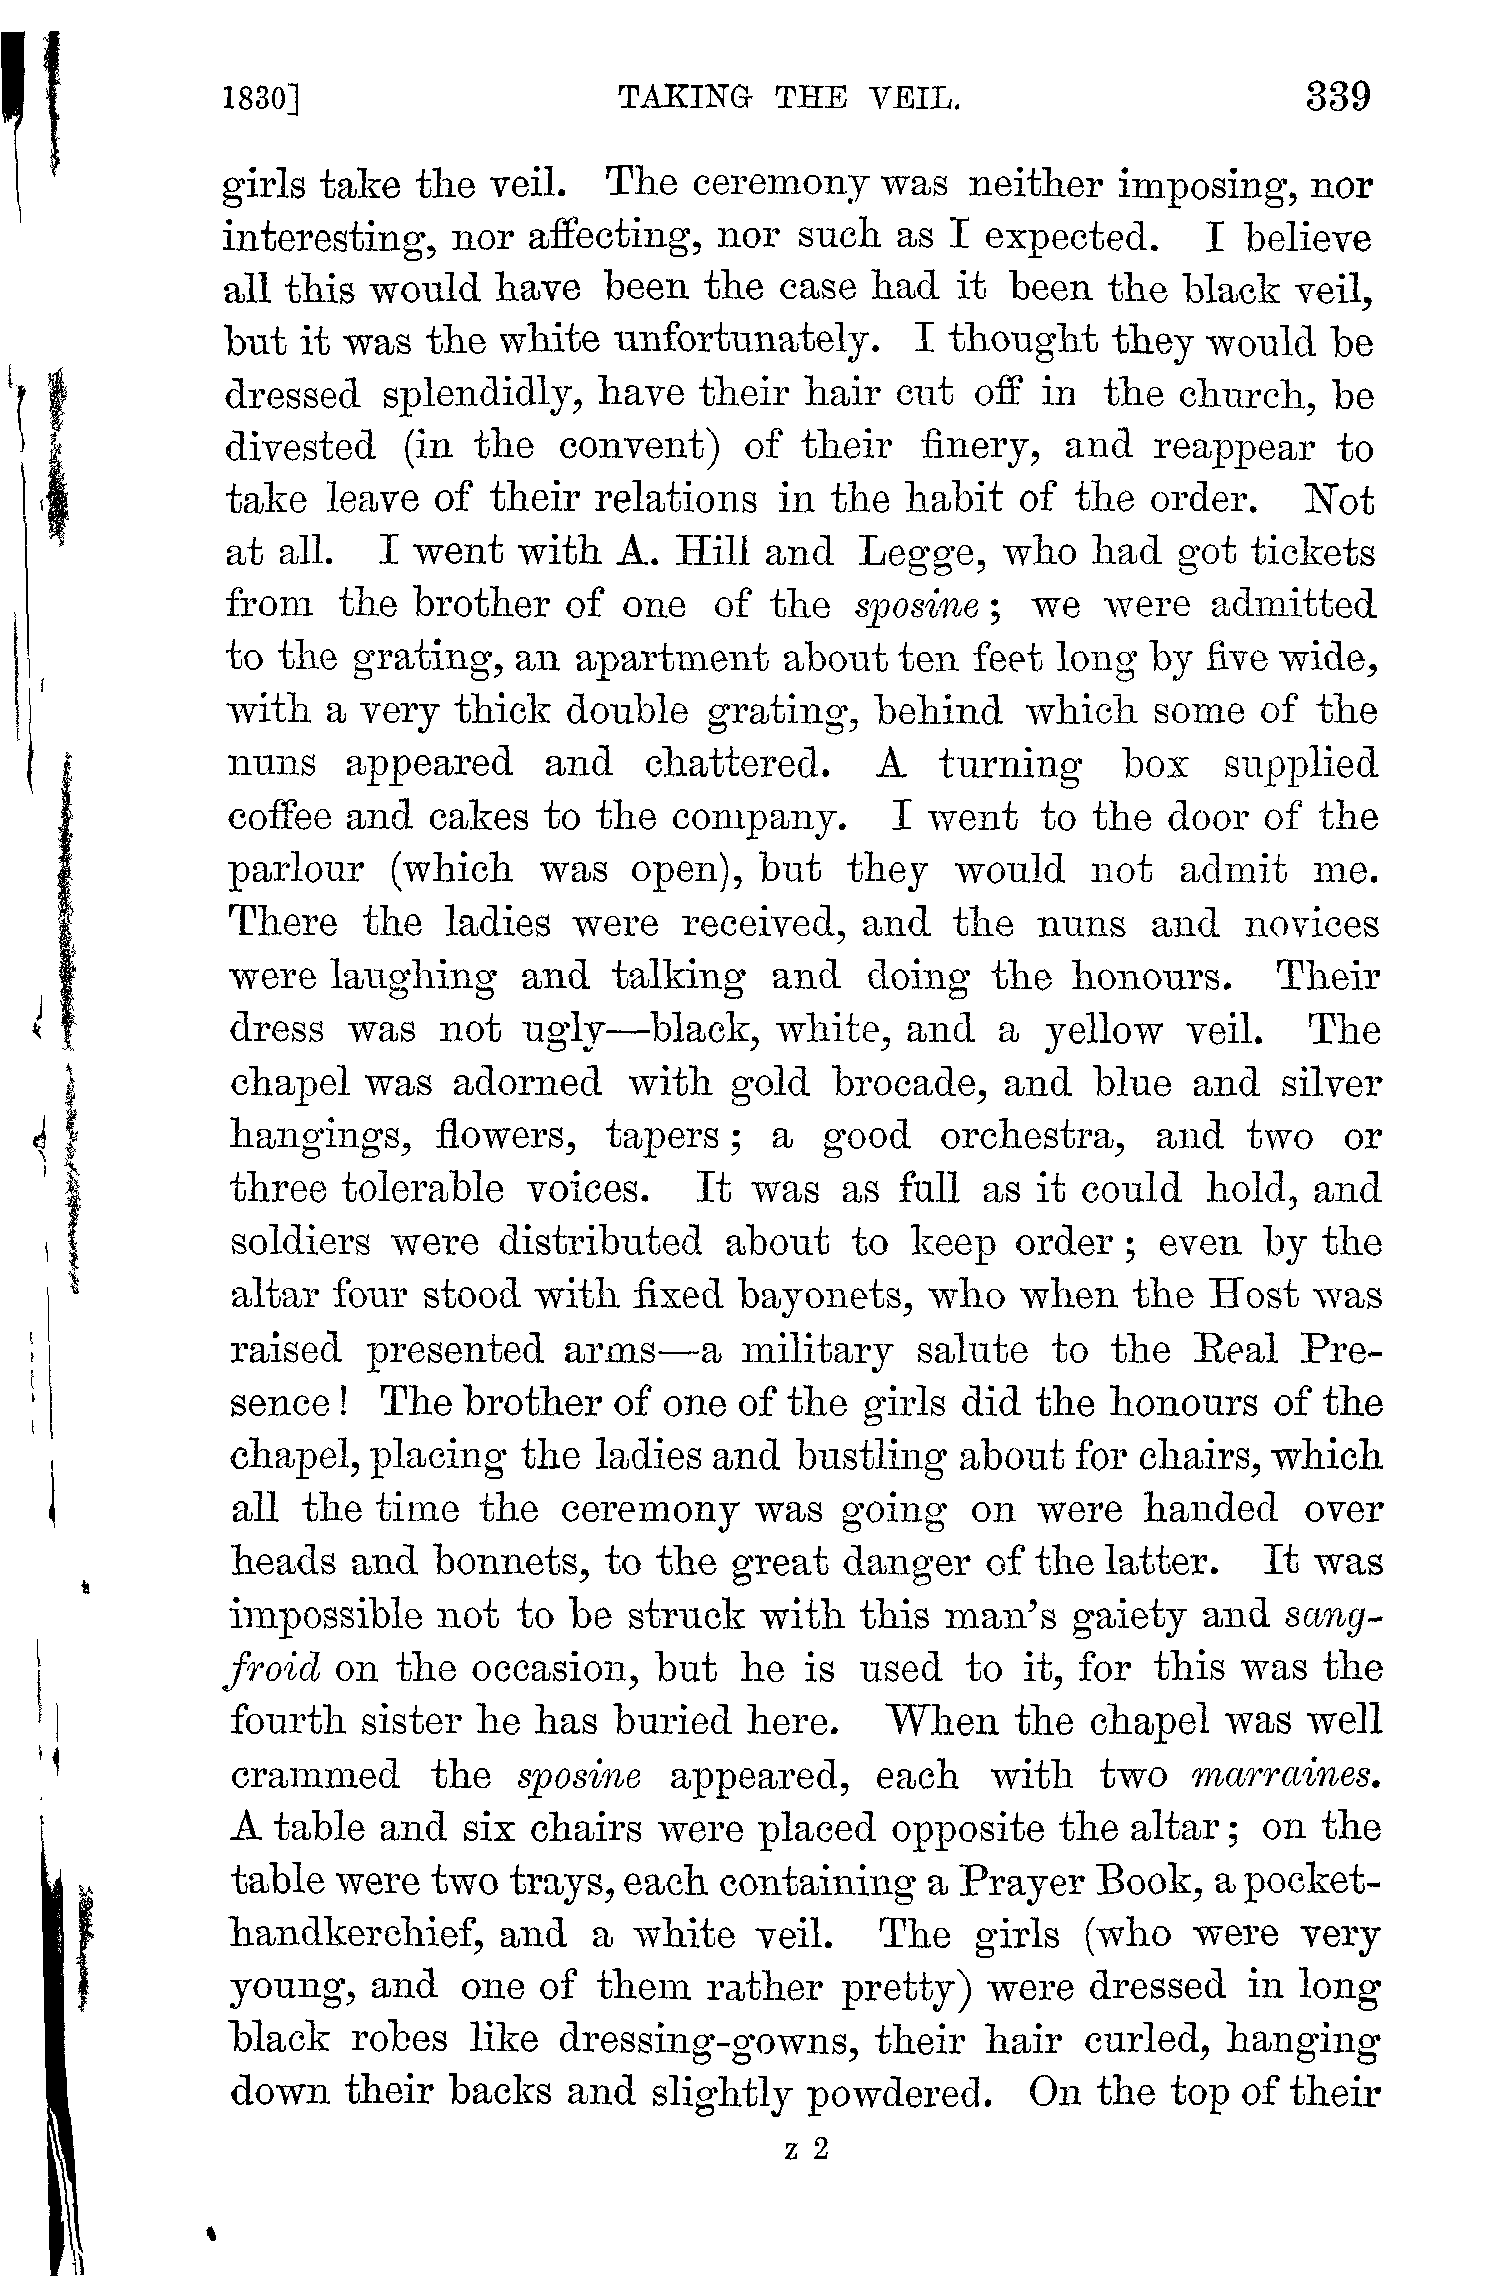 1830] TAKING THE VEIL. 339
girls take the veil. The ceremony was neither imposing, nor
interesting, nor affecting, nor such as I expected. I believe
all this would have been the case had it been the black veil,
but it was the white unfortunately. I thought they would be
dressed splendidly, have their hair cut off in the church, be
divested (in the convent) of their finery, and reappear to
take leave of their relations in the habit of the order. Not
at all. I went with A. Hill and Legge, who had got tickets
from the brother of one of the sposine; we were admitted
to the grating, an apartment about ten feet long by five wide,
with a very thick double grating, behind which some of the
nuns appeared and chattered. A turning box supplied
coffee and cakes to the company. I went to the door of the
parlour (which was open), but they would not admit me.
There the ladies were received, and the nuns and novices
were laughing and talking and doing the honours. Their
dress was not ugly—black, white, and a yellow veil. The
chapel was adorned with gold brocade, and blue and silver
hangings, flowers, tapers; a good orchestra, and two or
three tolerable voices. It was as full as it could hold, and
soldiers were distributed about to keep order; even by the
altar four stood with fixed bayonets, who when the Host was
raised presented arms—a military salute to the Real Pre-
sence! The brother of one of the girls did the honours of the
chapel, placing the ladies and bustling about for chairs, which
all the time the ceremony was going on were handed over
heads and bonnets, to the great danger of the latter. It was
impossible not to be struck with this man's gaiety and sang-
froid on the occasion, but he is used to it, for this was the
fourth sister he has buried here. When the chapel was well
crammed the sposine appeared, each with two marraines.
A table and six chairs were placed opposite the altar; on the
table were two trays, each containing a Prayer Book, a pocket-
handkerchief, and a white veil. The girls (who were very
young, and one of them rather pretty) were dressed in long
black robes like dressing-gowns, their hair curled, hanging
down their backs and slightly powdered. On the top of their
z 2